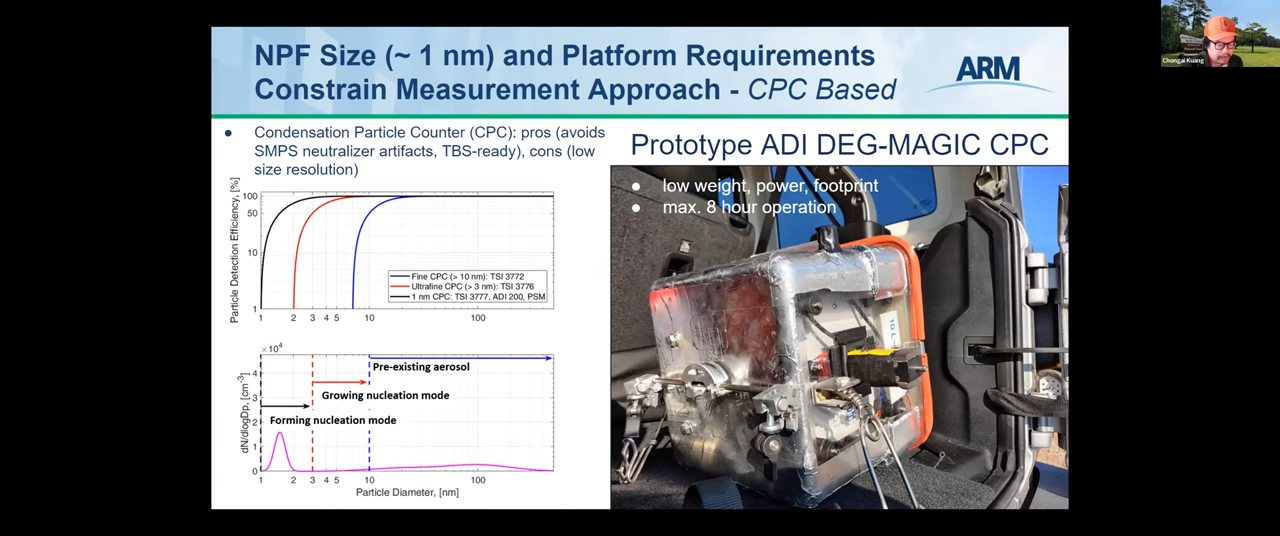 NPF Size (~ 1 nm) and Platform Requirements
Constrain Measurement Approach - CPC Based
ARM
Chongai Kuang
● Condensation Particle Counter (CPC): pros (avoids
SMPS neutralizer artifacts, TBS-ready), cons (low
size resolution)
Particle Detection Efficiency, [%]
100
50
10
1
Fine CPC (> 10 nm): TSI 3772
Ultrafine CPC (> 3 nm): TSI 3776
1 nm CPC: TSI 3777, ADI 200, PSM
1 2 3 4 5 10 100
×10⁴
dN/dlogDp, [cm⁻³]
4
3
2
1
0
Pre-existing aerosol
Growing nucleation mode
Forming nucleation mode
1 2 3 4 5 10 100
Particle Diameter, [nm]
Prototype ADI DEG-MAGIC CPC
● low weight, power, footprint
● max. 8 hour operation